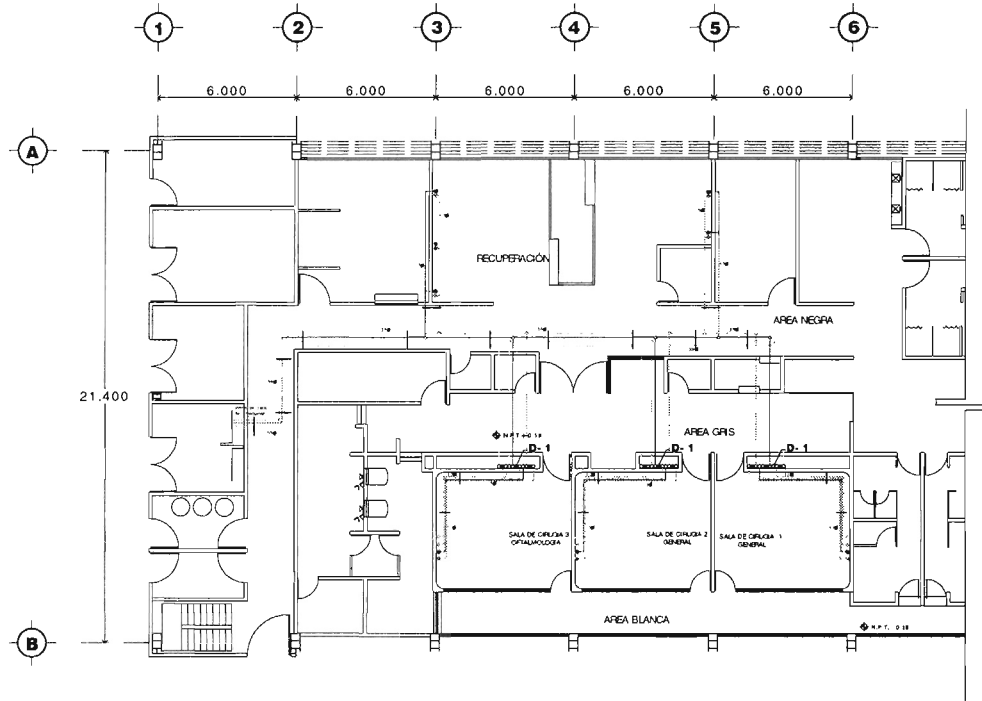 1 2 3 4 5 6
6.000 6.000 6.000 6.000 6.000
A
RECUPERACIÓN
AREA NEGRA
21.400
AREA GRIS
D- 1 D- 1 D- 1
SALA DE CIRUGIA 3
OFTALMOLOGIA
SALA DE CIRUGIA 2
GENERAL
SALA DE CIRUGIA 1
GENERAL
AREA BLANCA
N.P.T.
B